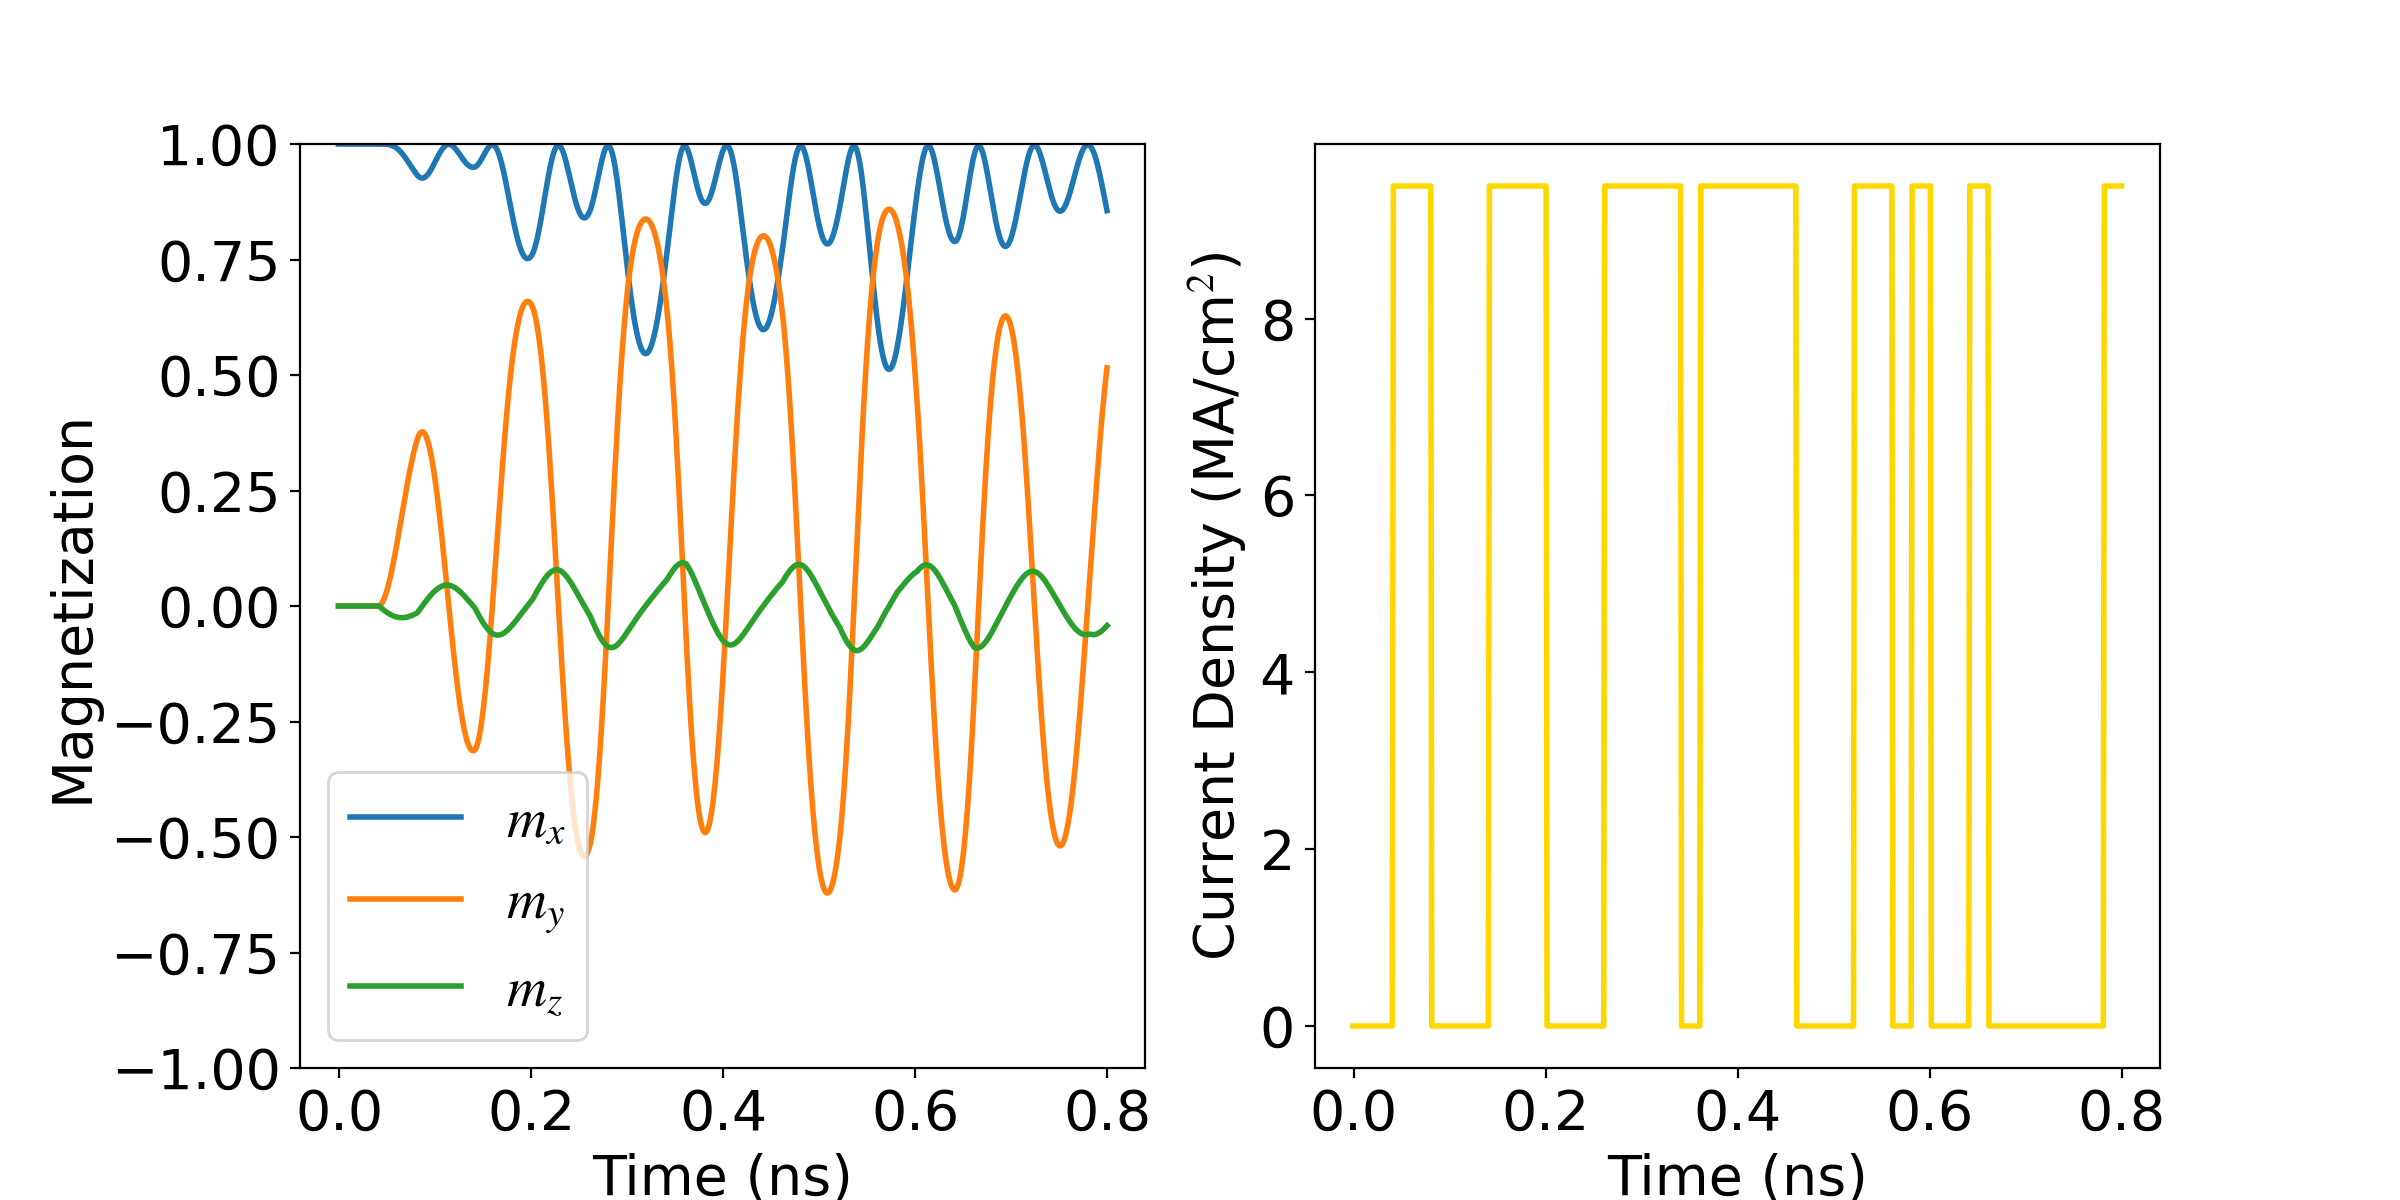 1.00
0.75
0.50
0.25
0.00
−0.25
−0.50
−0.75
−1.00
Magnetization
m_x
m_y
m_z
0.0 0.2 0.4 0.6 0.8
Time (ns)
8
6
4
2
0
Current Density (MA/cm²)
0.0 0.2 0.4 0.6 0.8
Time (ns)